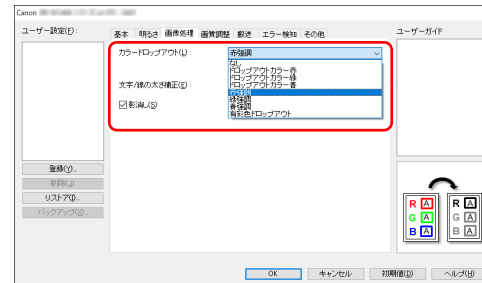 Canon
ユーザー設定(F):
基本 明るさ 画像処理 画質調整 搬送 エラー検知 その他
ユーザーガイド
カラードロップアウト(L):
赤強調
なし
ドロップアウトカラー赤
ドロップアウトカラー緑
ドロップアウトカラー青
赤強調
緑強調
青強調
有彩色ドロップアウト
文字/線の太さ補正(E):
影消し(S)
登録(Y)...
削除(J)
リストア(I)...
バックアップ(X)...
R A R A
G A G A
B A B A
OK キャンセル 初期値(D) ヘルプ(H)